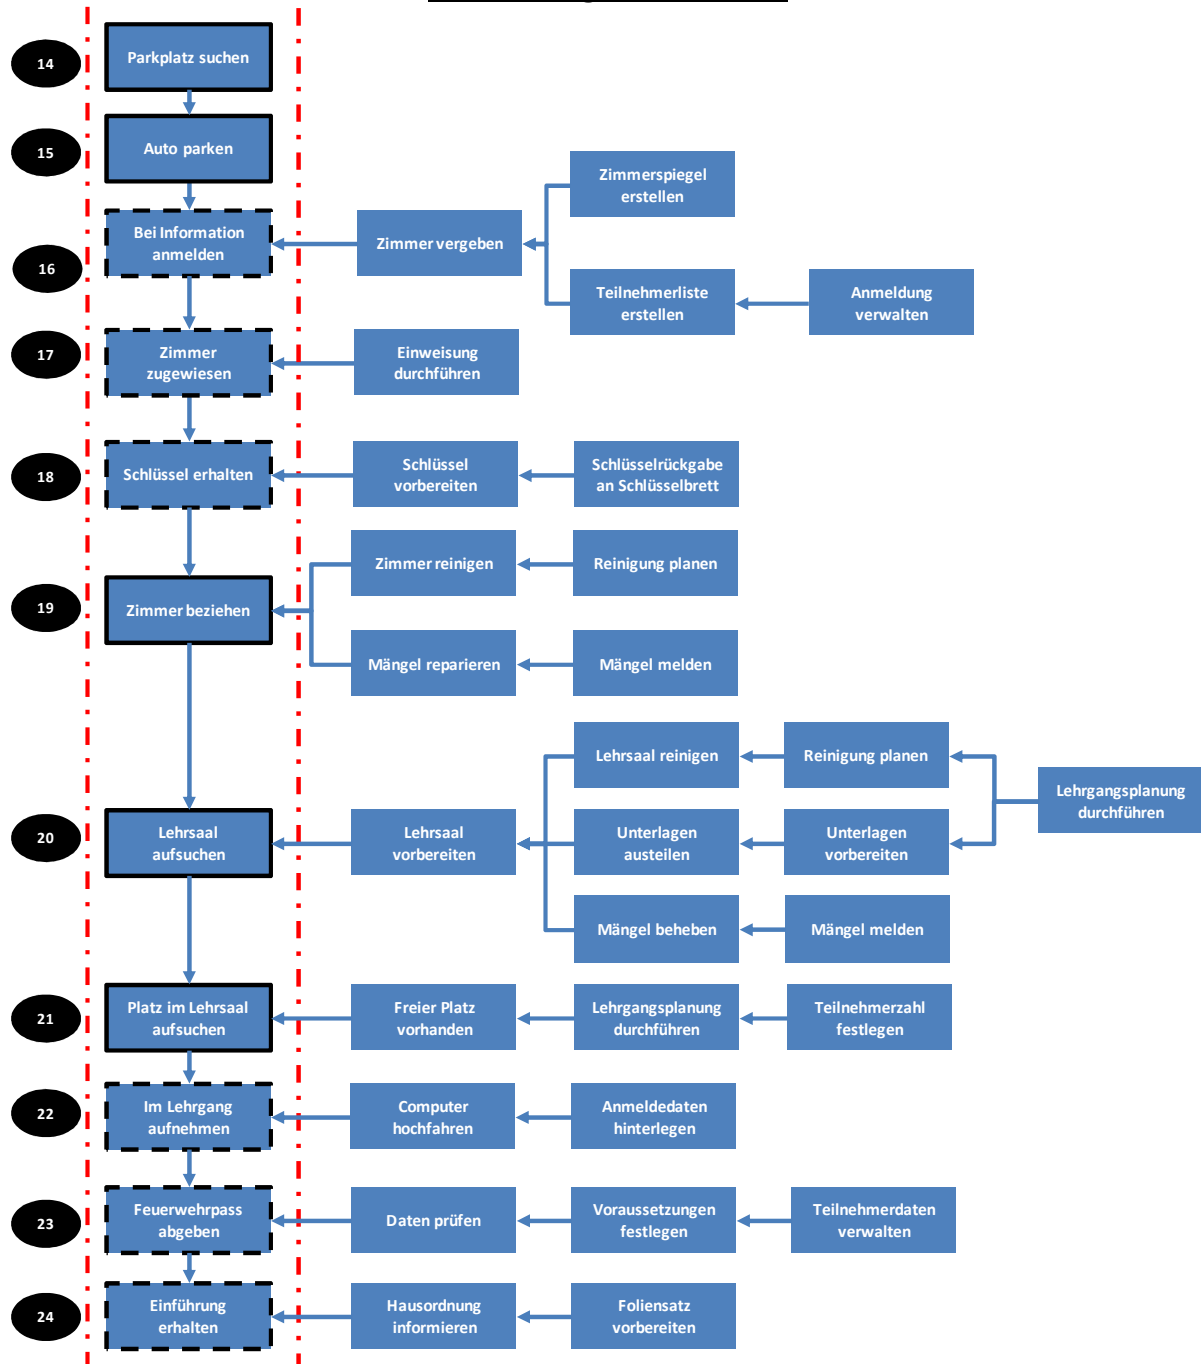 14
Parkplatz suchen
15
Auto parken
Zimmerspiegel
erstellen
16
Bei Information
anmelden
Zimmer vergeben
Teilnehmerliste
erstellen
Anmeldung
verwalten
17
Zimmer
zugewiesen
Einweisung
durchführen
18
Schlüssel erhalten
Schlüssel
vorbereiten
Schlüsselrückgabe
an Schlüsselbrett
Zimmer reinigen
Reinigung planen
19
Zimmer beziehen
Mängel reparieren
Mängel melden
Lehrsaal reinigen
Reinigung planen
Lehrgangsplanung
durchführen
20
Lehrsaal
aufsuchen
Lehrsaal
vorbereiten
Unterlagen
austeilen
Unterlagen
vorbereiten
Mängel beheben
Mängel melden
21
Platz im Lehrsaal
aufsuchen
Freier Platz
vorhanden
Lehrgangsplanung
durchführen
Teilnehmerzahl
festlegen
22
Im Lehrgang
aufnehmen
Computer
hochfahren
Anmeldedaten
hinterlegen
23
Feuerwehrpass
abgeben
Daten prüfen
Voraussetzungen
festlegen
Teilnehmerdaten
verwalten
24
Einführung
erhalten
Hausordnung
informieren
Foliensatz
vorbereiten